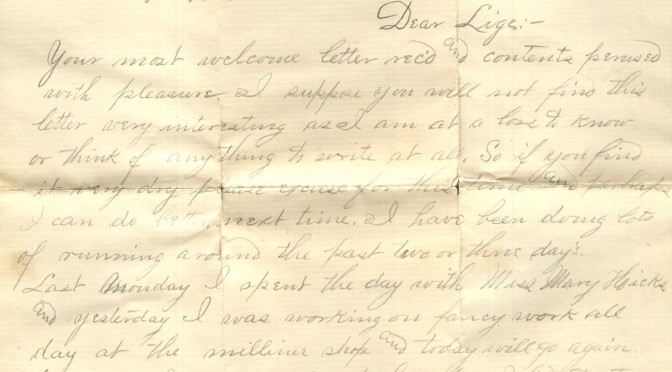 Dear Lige:-
Your most welcome letter rec'd and contents perused
with pleasure. I suppose you will not find this
letter very interesting as I am at a loss to know
or think of anything to write at all. So if you find
it very dry please excuse for this time and perhaps
I can do better next time. I have been doing lots
of running around the past two or three day's.
Last Monday I spent the day with Miss Mary Hicks
and yesterday I was working on fancy work all
day at the milliner shop and today will go again.